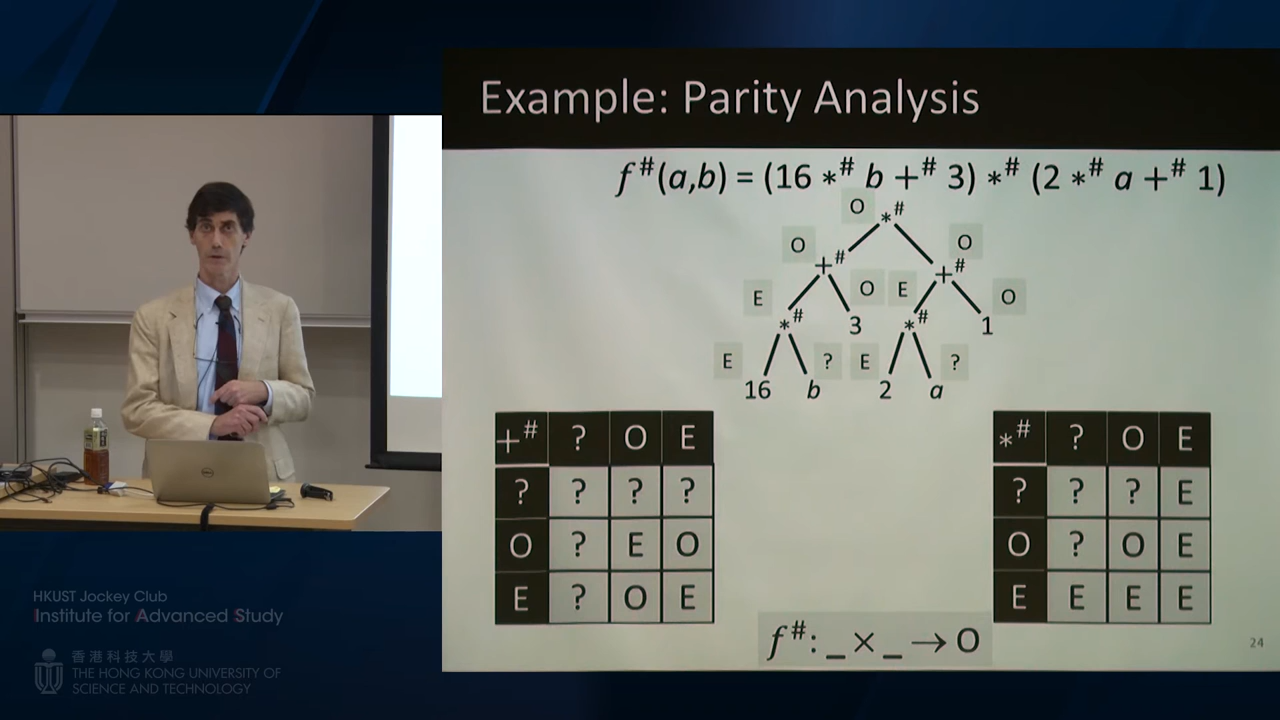 Example: Parity Analysis
f#(a,b) = (16 *# b +# 3) *# (2 *# a +# 1)
O *#
O +# O +#
E *# O 3 E *# O 1
E 16 ? b E 2 ? a
+# ? O E
? ? ? ?
O ? E O
E ? O E
*# ? O E
? ? ? E
O ? O E
E E E E
f#: _ × _ → O
24
DELL
HKUST Jockey Club
Institute for Advanced Study
香港科技大學
THE HONG KONG UNIVERSITY OF
SCIENCE AND TECHNOLOGY